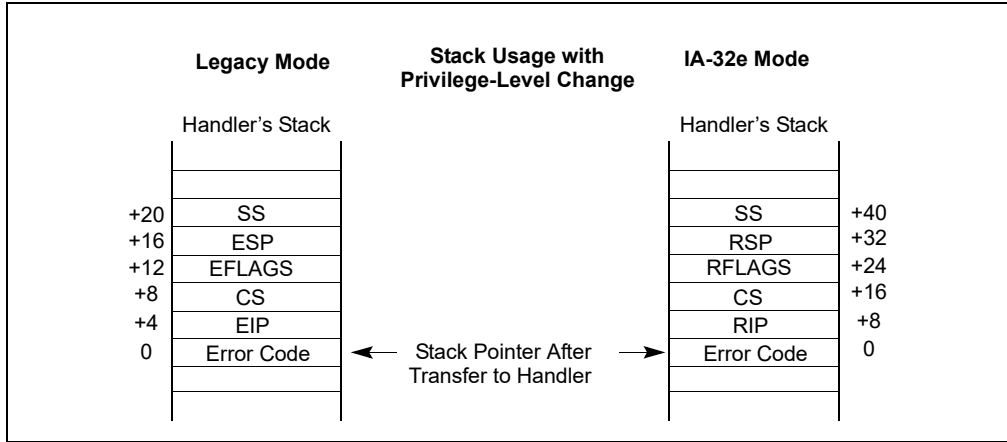 Legacy Mode
Stack Usage with
Privilege-Level Change
IA-32e Mode
Handler’s Stack
Handler’s Stack
+20 SS
SS +40
+16 ESP
RSP +32
+12 EFLAGS
RFLAGS +24
+8 CS
CS +16
+4 EIP
RIP +8
0 Error Code
Stack Pointer After
Transfer to Handler
Error Code 0